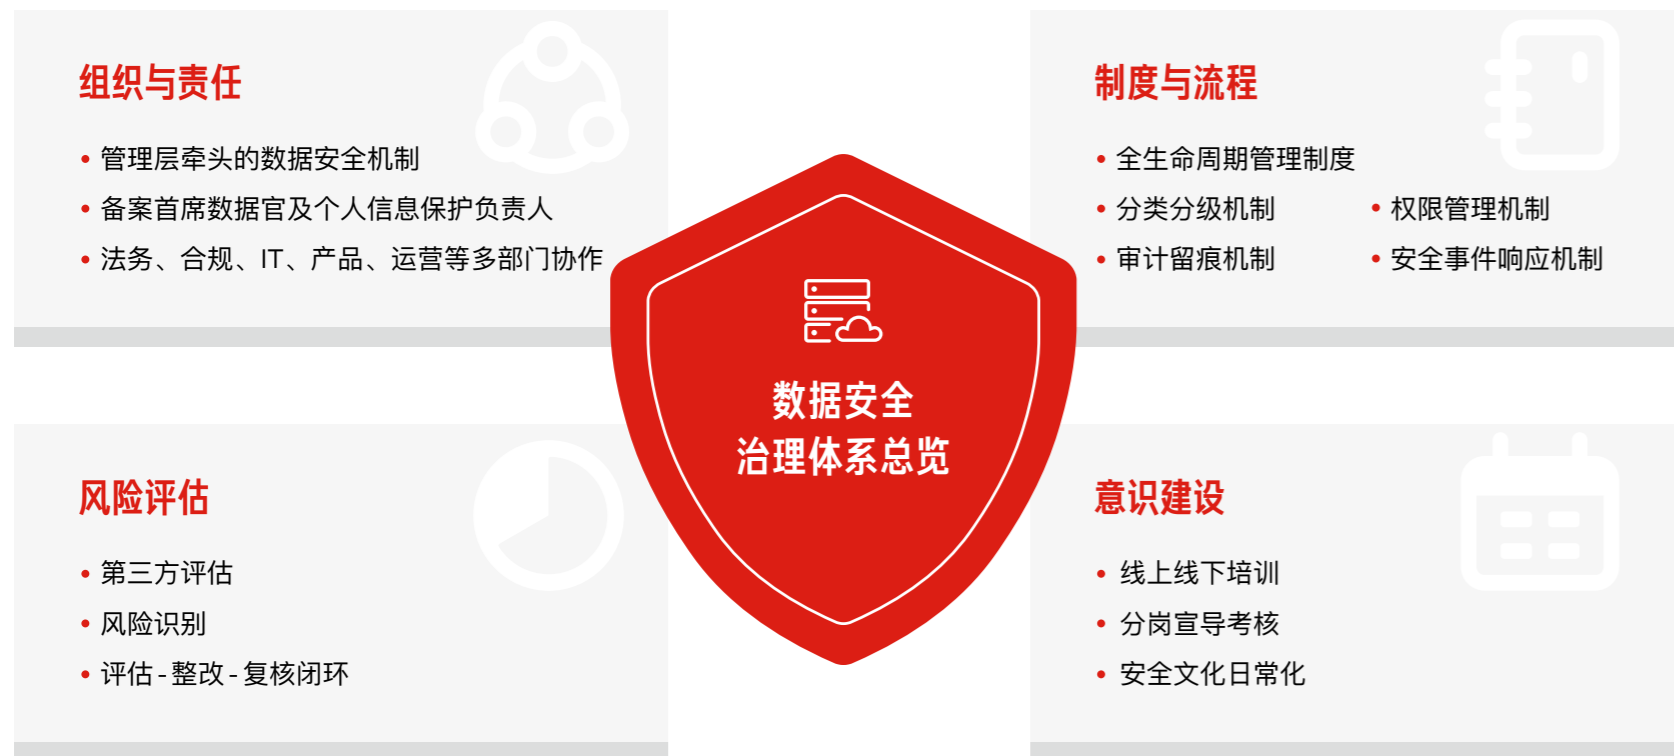 组织与责任
管理层牵头的数据安全机制
备案首席数据官及个人信息保护负责人
法务、合规、IT、产品、运营等多部门协作
制度与流程
全生命周期管理制度
分类分级机制
权限管理机制
审计留痕机制
安全事件响应机制
数据安全
治理体系总览
风险评估
第三方评估
风险识别
评估-整改-复核闭环
意识建设
线上线下培训
分岗宣导考核
安全文化日常化